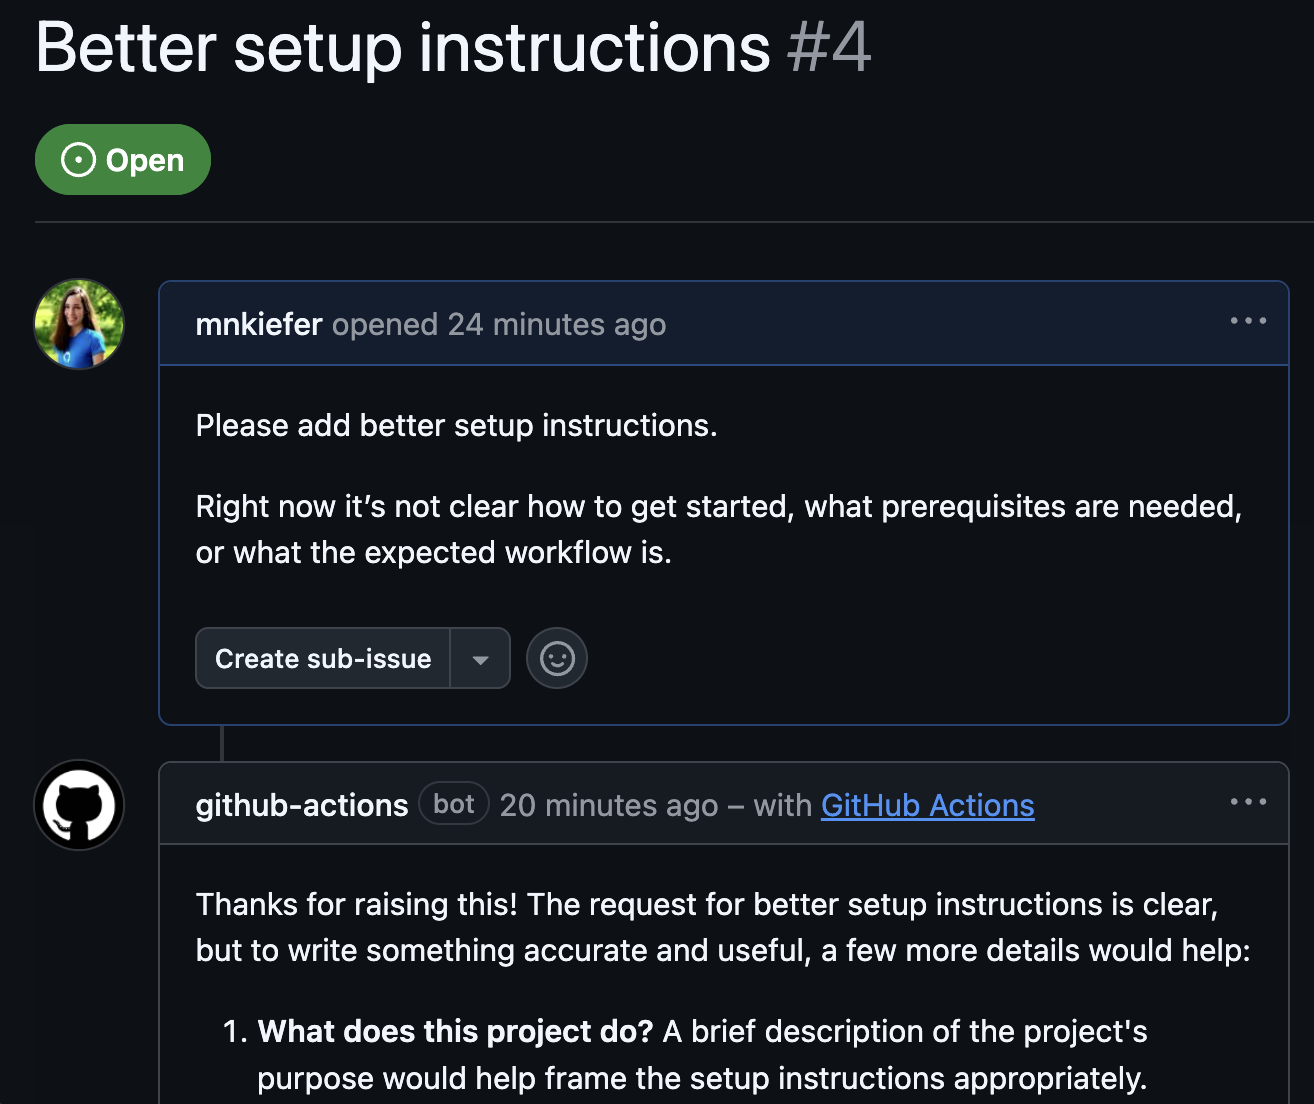 Better setup instructions #4
Open
mnkiefer opened 24 minutes ago
Please add better setup instructions.
Right now it’s not clear how to get started, what prerequisites are needed,
or what the expected workflow is.
Create sub-issue
github-actions bot 20 minutes ago – with GitHub Actions
Thanks for raising this! The request for better setup instructions is clear,
but to write something accurate and useful, a few more details would help:
1. What does this project do? A brief description of the project's
purpose would help frame the setup instructions appropriately.